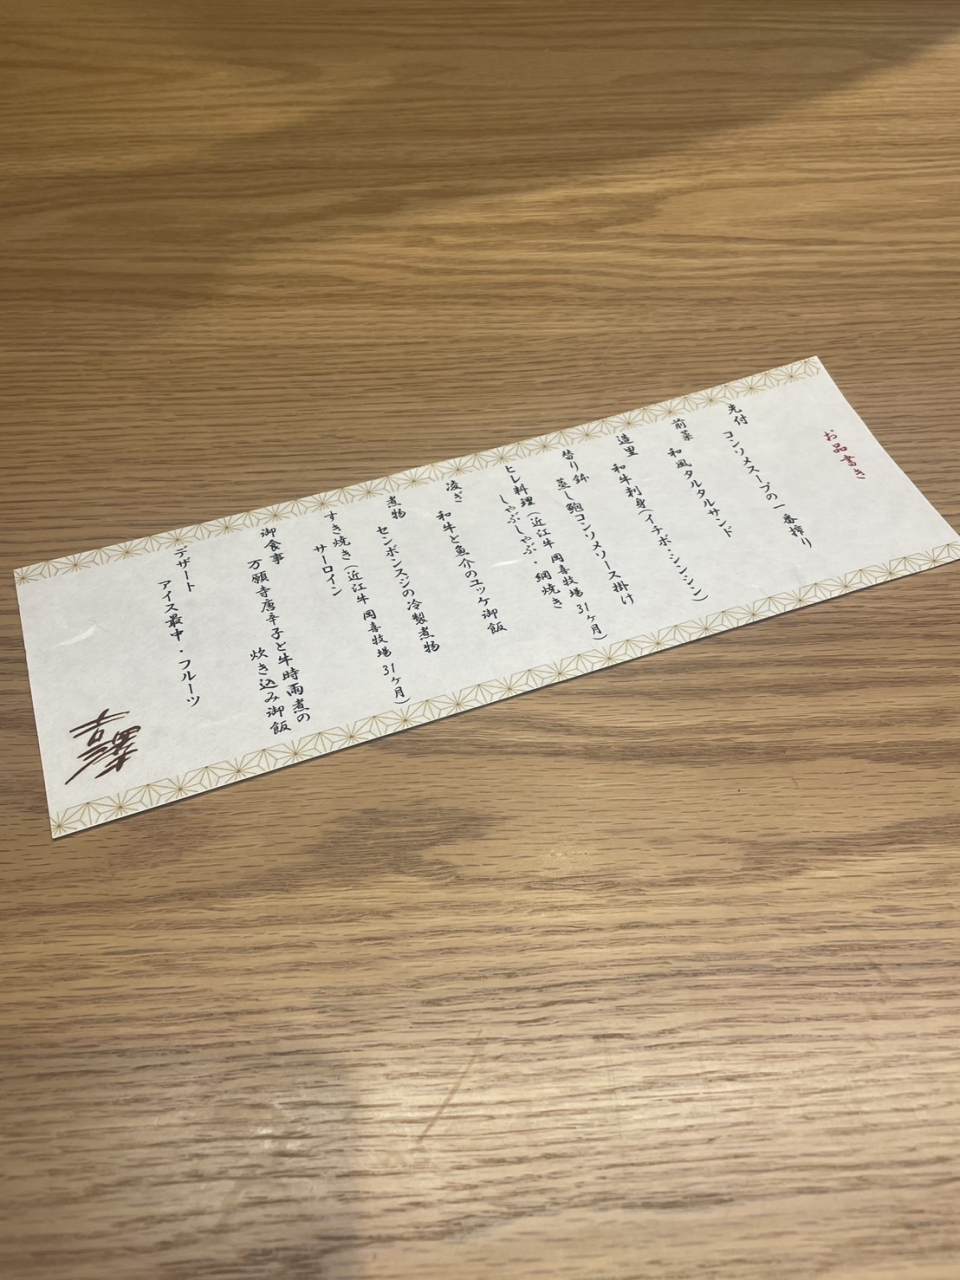 お品書き
先付　コンソメスープの一番搾り
前菜　和風タルタルサンド
造里　和牛刺身(イチボ・シンシン)
替り鉢　蒸し鮑コンソメソース掛け
ヒレ料理(近江牛 岡喜牧場 31ヶ月)
しゃぶしゃぶ・網焼き
凌ぎ　和牛と魚介のユッケ御飯
煮物　センボンスジの冷製煮物
すき焼き(近江牛 岡喜牧場 31ヶ月)
サーロイン
御食事　万願寺唐辛子と牛時雨煮の
炊き込み御飯
デザート
アイス最中・フルーツ